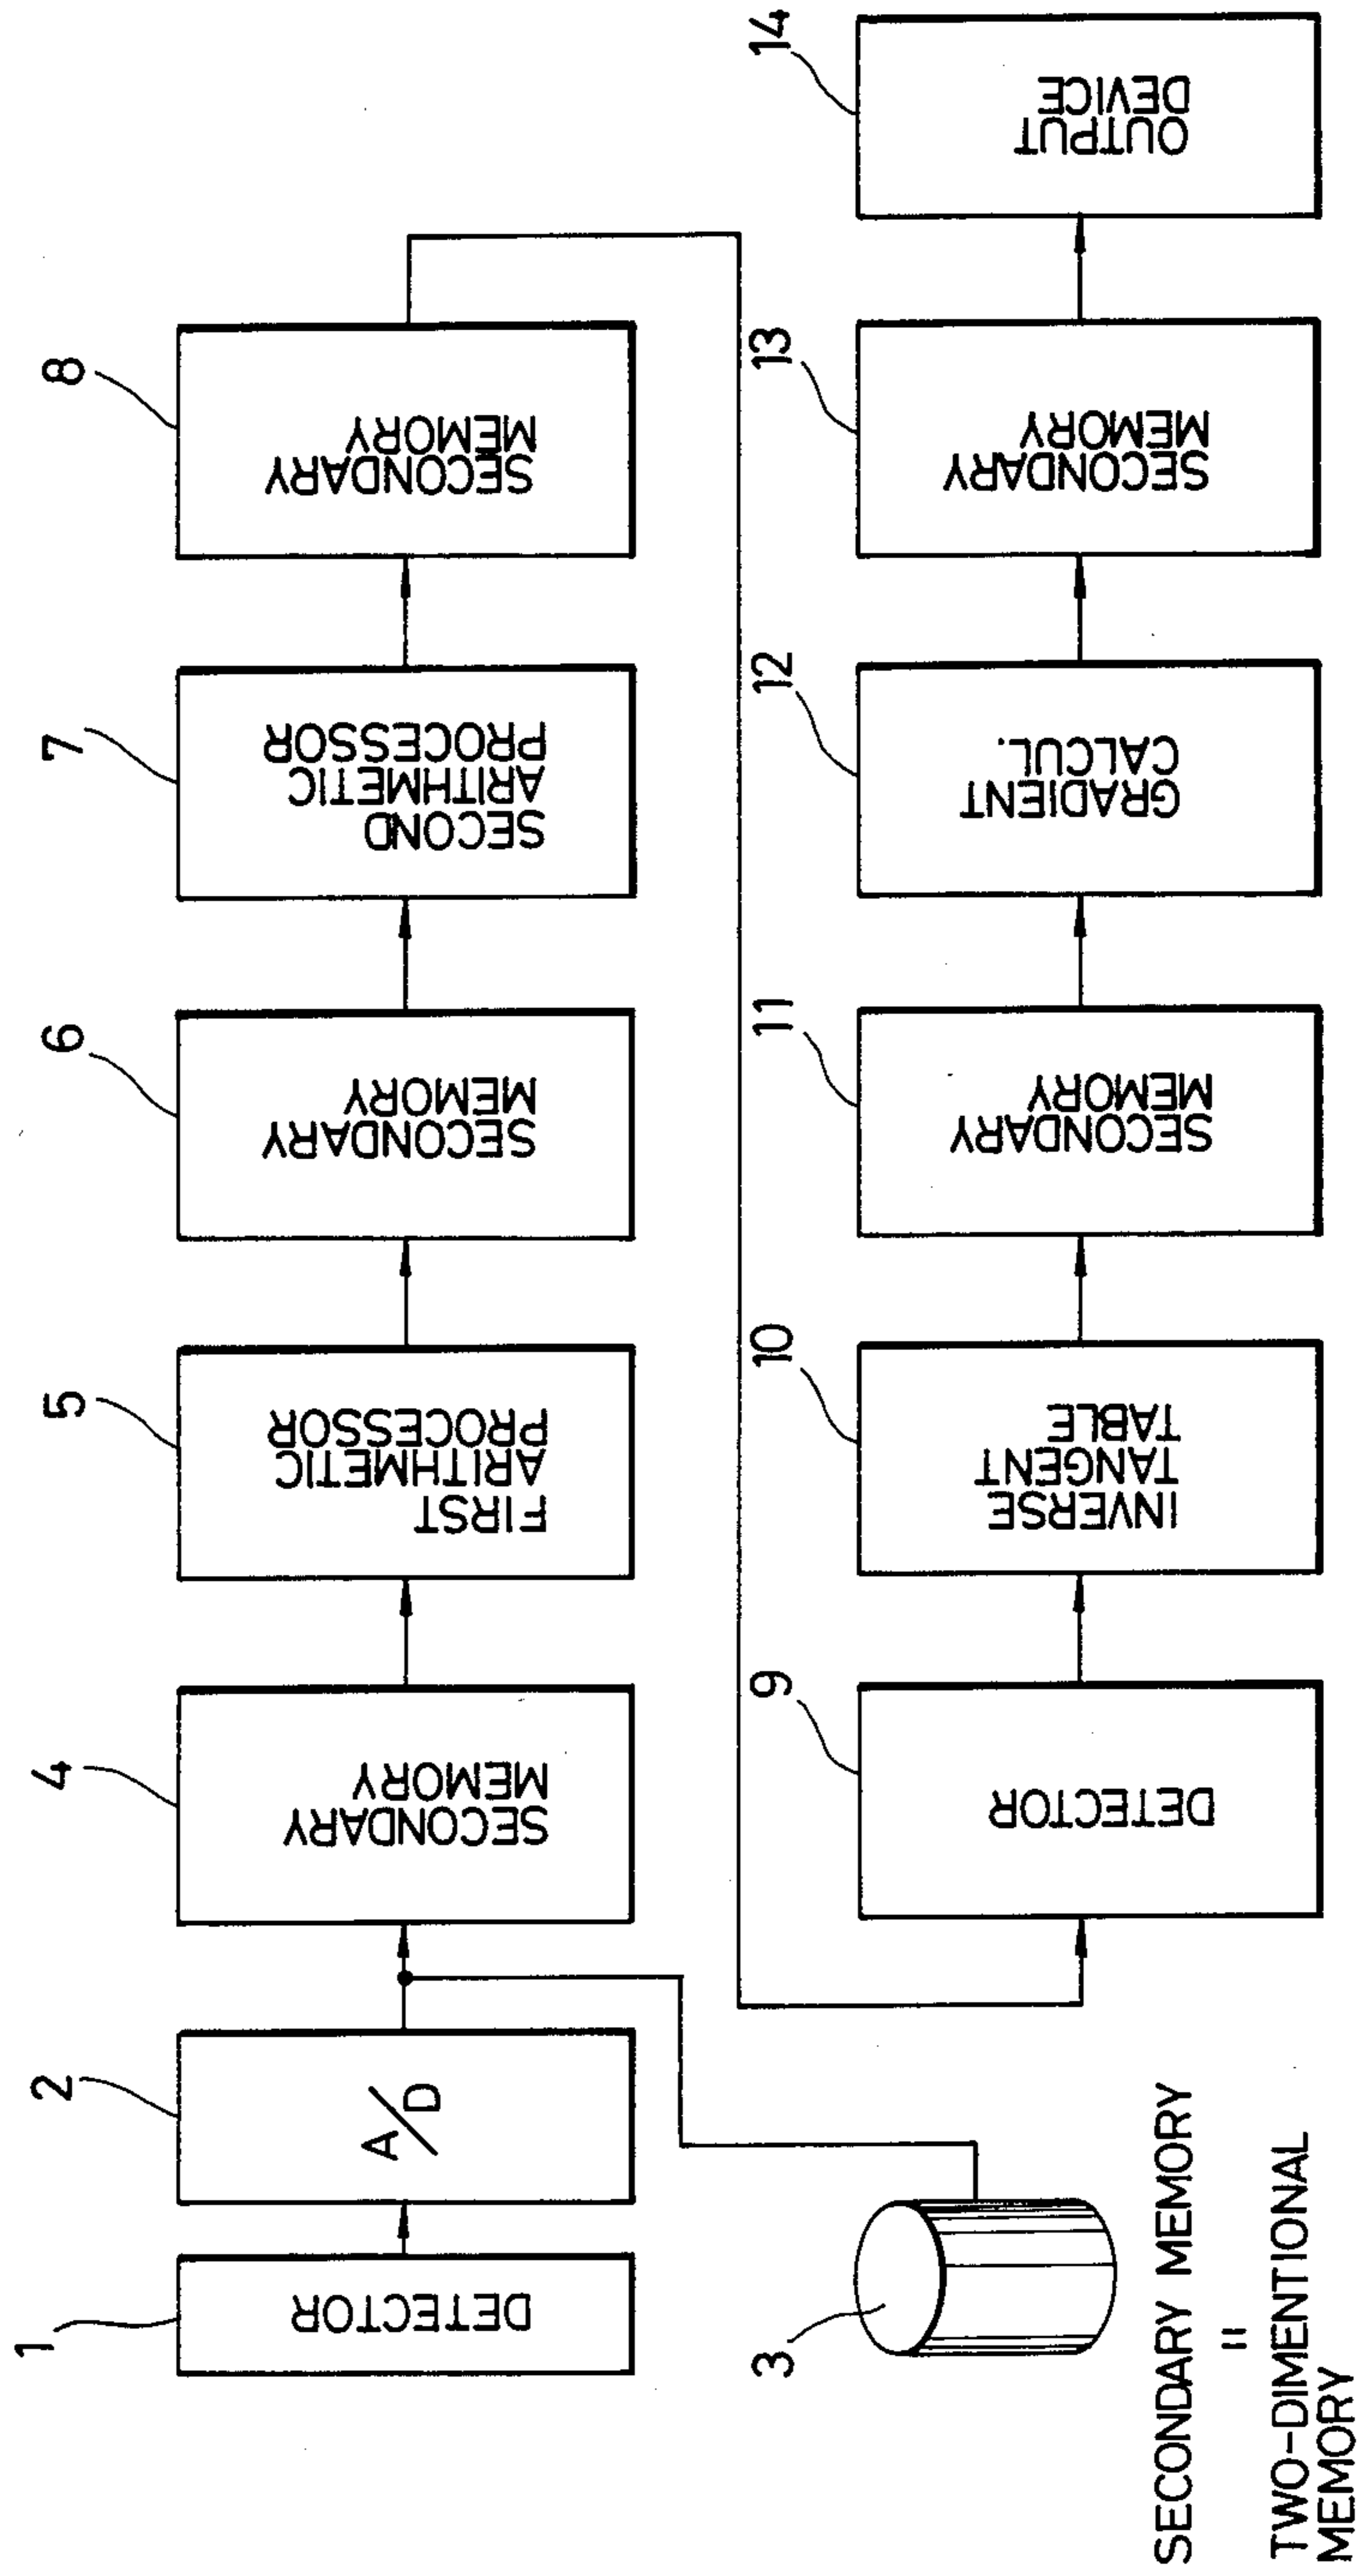 1
DETECTOR
2
A/D
3
SECONDARY MEMORY
=
TWO-DIMENTIONAL
MEMORY
4
SECONDARY
MEMORY
5
FIRST
ARITHMETIC
PROCESSOR
6
SECONDARY
MEMORY
7
SECOND
ARITHMETIC
PROCESSOR
8
SECONDARY
MEMORY
9
DETECTOR
10
INVERSE
TANGENT
TABLE
11
SECONDARY
MEMORY
12
GRADIENT
CALCUL.
13
SECONDARY
MEMORY
14
OUTPUT
DEVICE